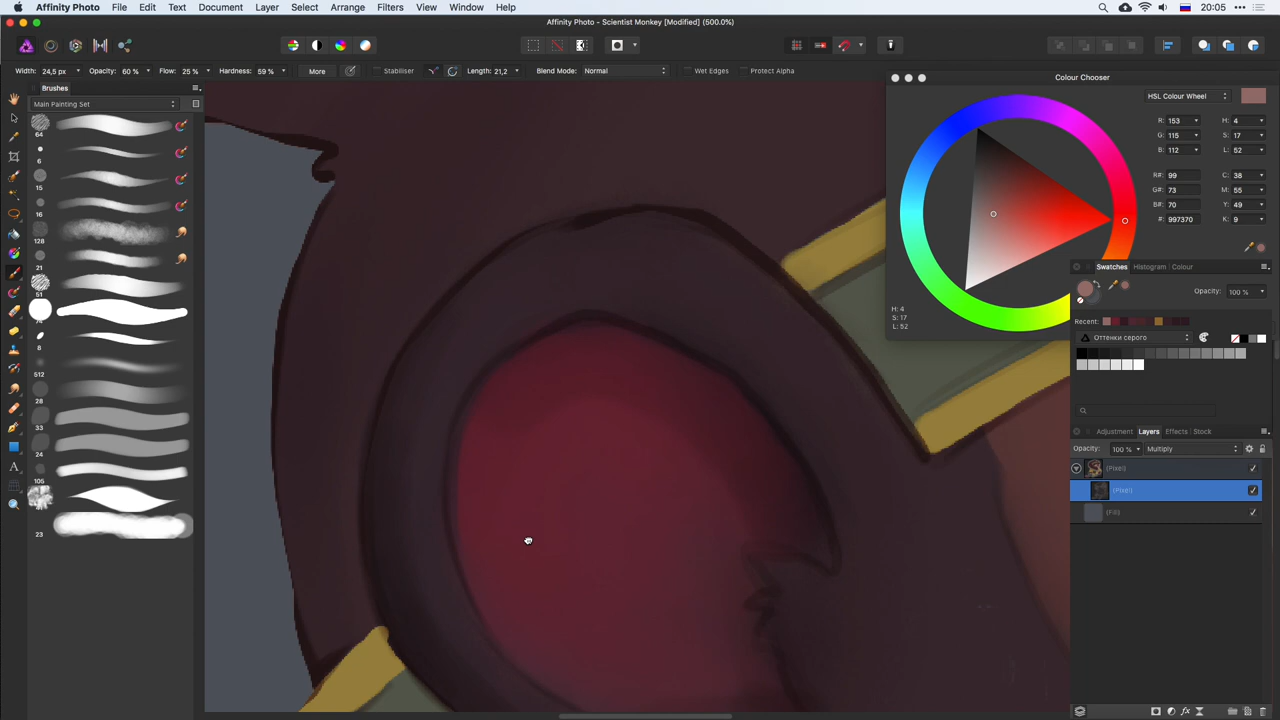 Affinity Photo File Edit Text Document Layer Select Arrange Filters View Window Help 20:05
Affinity Photo - Scientist Monkey [Modified] (500.0%)
Width: 24,5 px Opacity: 60 % Flow: 25 % Hardness: 59 % More Stabiliser Length: 21,2 Blend Mode: Normal Wet Edges Protect Alpha
Brushes
Main Painting Set
64
6
15
16
128
21
51
8
512
28
33
24
105
23
Colour Chooser
HSL Colour Wheel
R: 153 H: 4
G: 115 S: 17
B: 112 L: 52
R#: 99 C: 38
G#: 73 M: 55
B#: 70 Y: 49
#: 997370 K: 9
H: 4
S: 17
L: 52
Swatches Histogram Colour
Opacity: 100 %
Recent:
Оттенки серого
Adjustment Layers Effects Stock
Opacity: 100 % Multiply
(Pixel)
(Pixel)
(Fill)